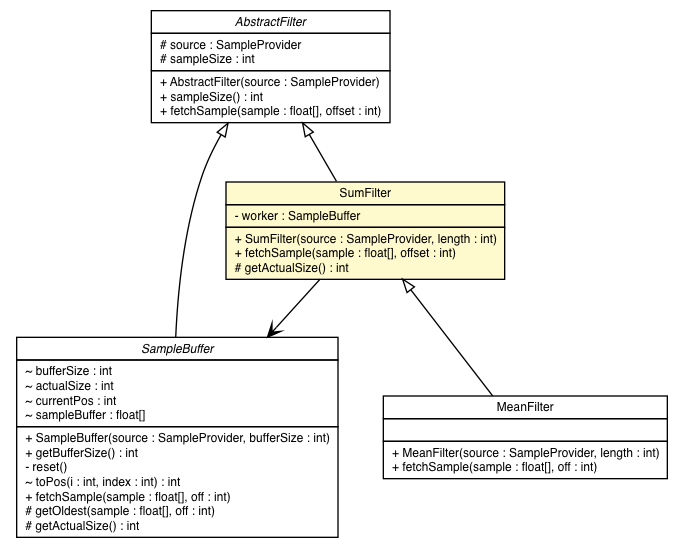 AbstractFilter
# source : SampleProvider
# sampleSize : int
+ AbstractFilter(source : SampleProvider)
+ sampleSize() : int
+ fetchSample(sample : float[], offset : int)
SumFilter
- worker : SampleBuffer
+ SumFilter(source : SampleProvider, length : int)
+ fetchSample(sample : float[], offset : int)
# getActualSize() : int
SampleBuffer
~ bufferSize : int
~ actualSize : int
~ currentPos : int
~ sampleBuffer : float[]
+ SampleBuffer(source : SampleProvider, bufferSize : int)
+ getBufferSize() : int
- reset()
~ toPos(i : int, index : int) : int
+ fetchSample(sample : float[], off : int)
# getOldest(sample : float[], off : int)
# getActualSize() : int
MeanFilter
+ MeanFilter(source : SampleProvider, length : int)
+ fetchSample(sample : float[], off : int)